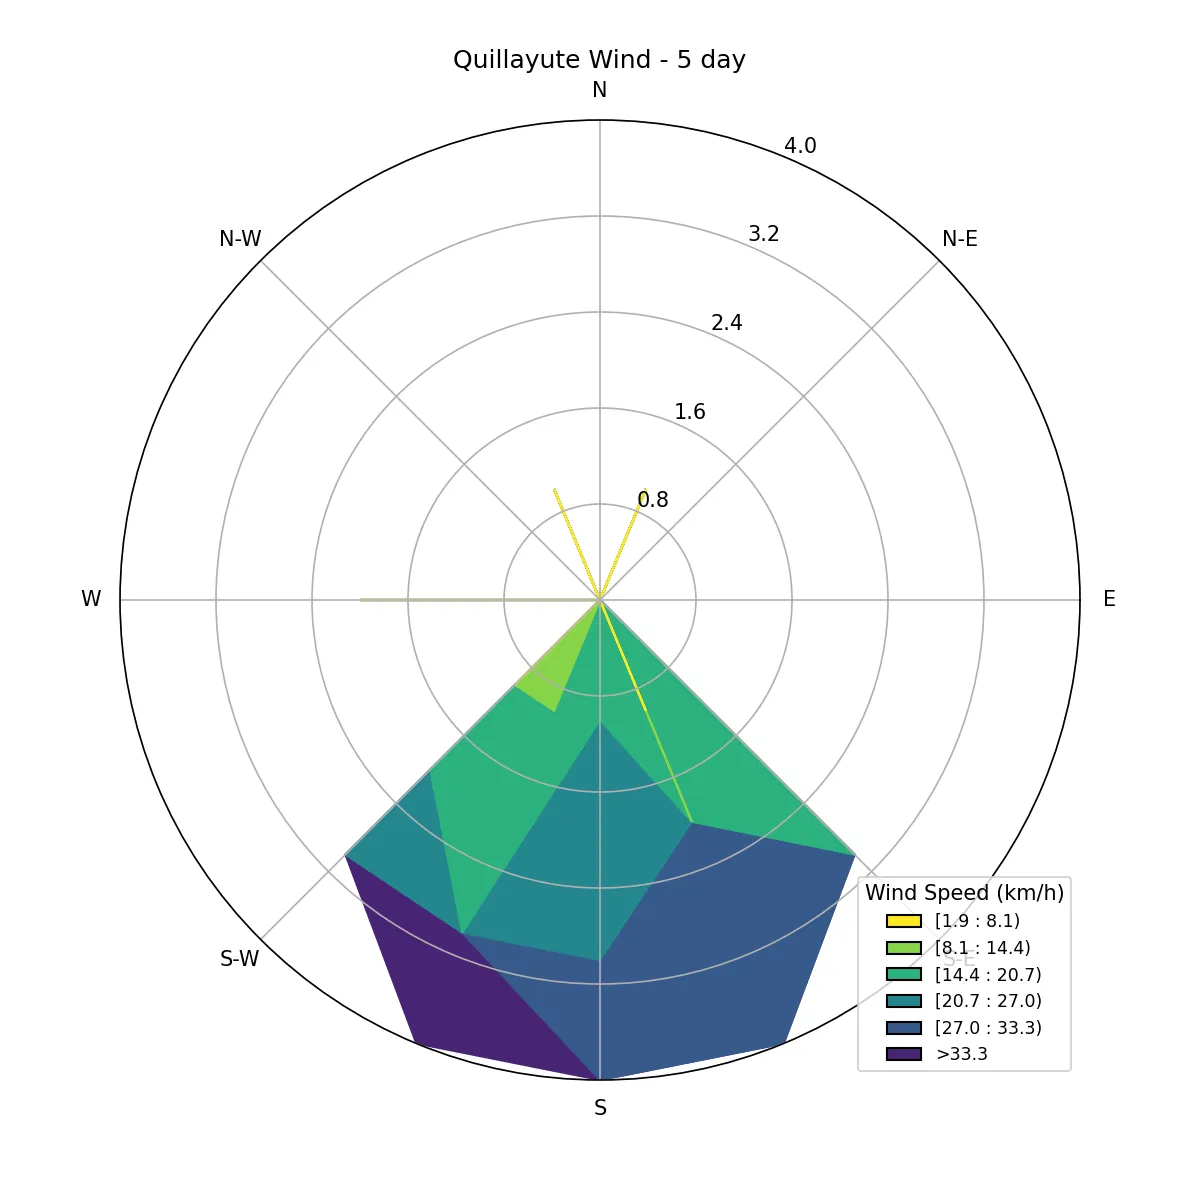 Quillayute Wind - 5 day
N
4.0
N-W
3.2
N-E
2.4
1.6
0.8
W
E
Wind Speed (km/h)
[1.9 : 8.1)
[8.1 : 14.4)
S-W
S-E
[14.4 : 20.7)
[20.7 : 27.0)
[27.0 : 33.3)
>33.3
S